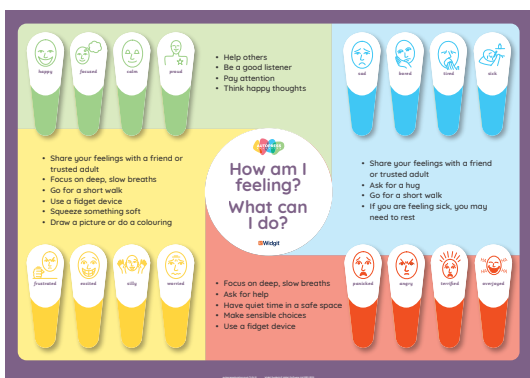 happy
focused
calm
proud
• Help others
• Be a good listener
• Pay attention
• Think happy thoughts
sad
bored
tired
sick
• Share your feelings with a friend or
trusted adult
• Focus on deep, slow breaths
• Go for a short walk
• Use a fidget device
• Squeeze something soft
• Draw a picture or do a colouring
How am I
feeling?
What can
I do?
Widgit
• Share your feelings with a friend
or trusted adult
• Ask for a hug
• Go for a short walk
• If you are feeling sick, you may
need to rest
frustrated
excited
silly
worried
• Focus on deep, slow breaths
• Ask for help
• Have quiet time in a safe space
• Make sensible choices
• Use a fidget device
panicked
angry
terrified
overjoyed